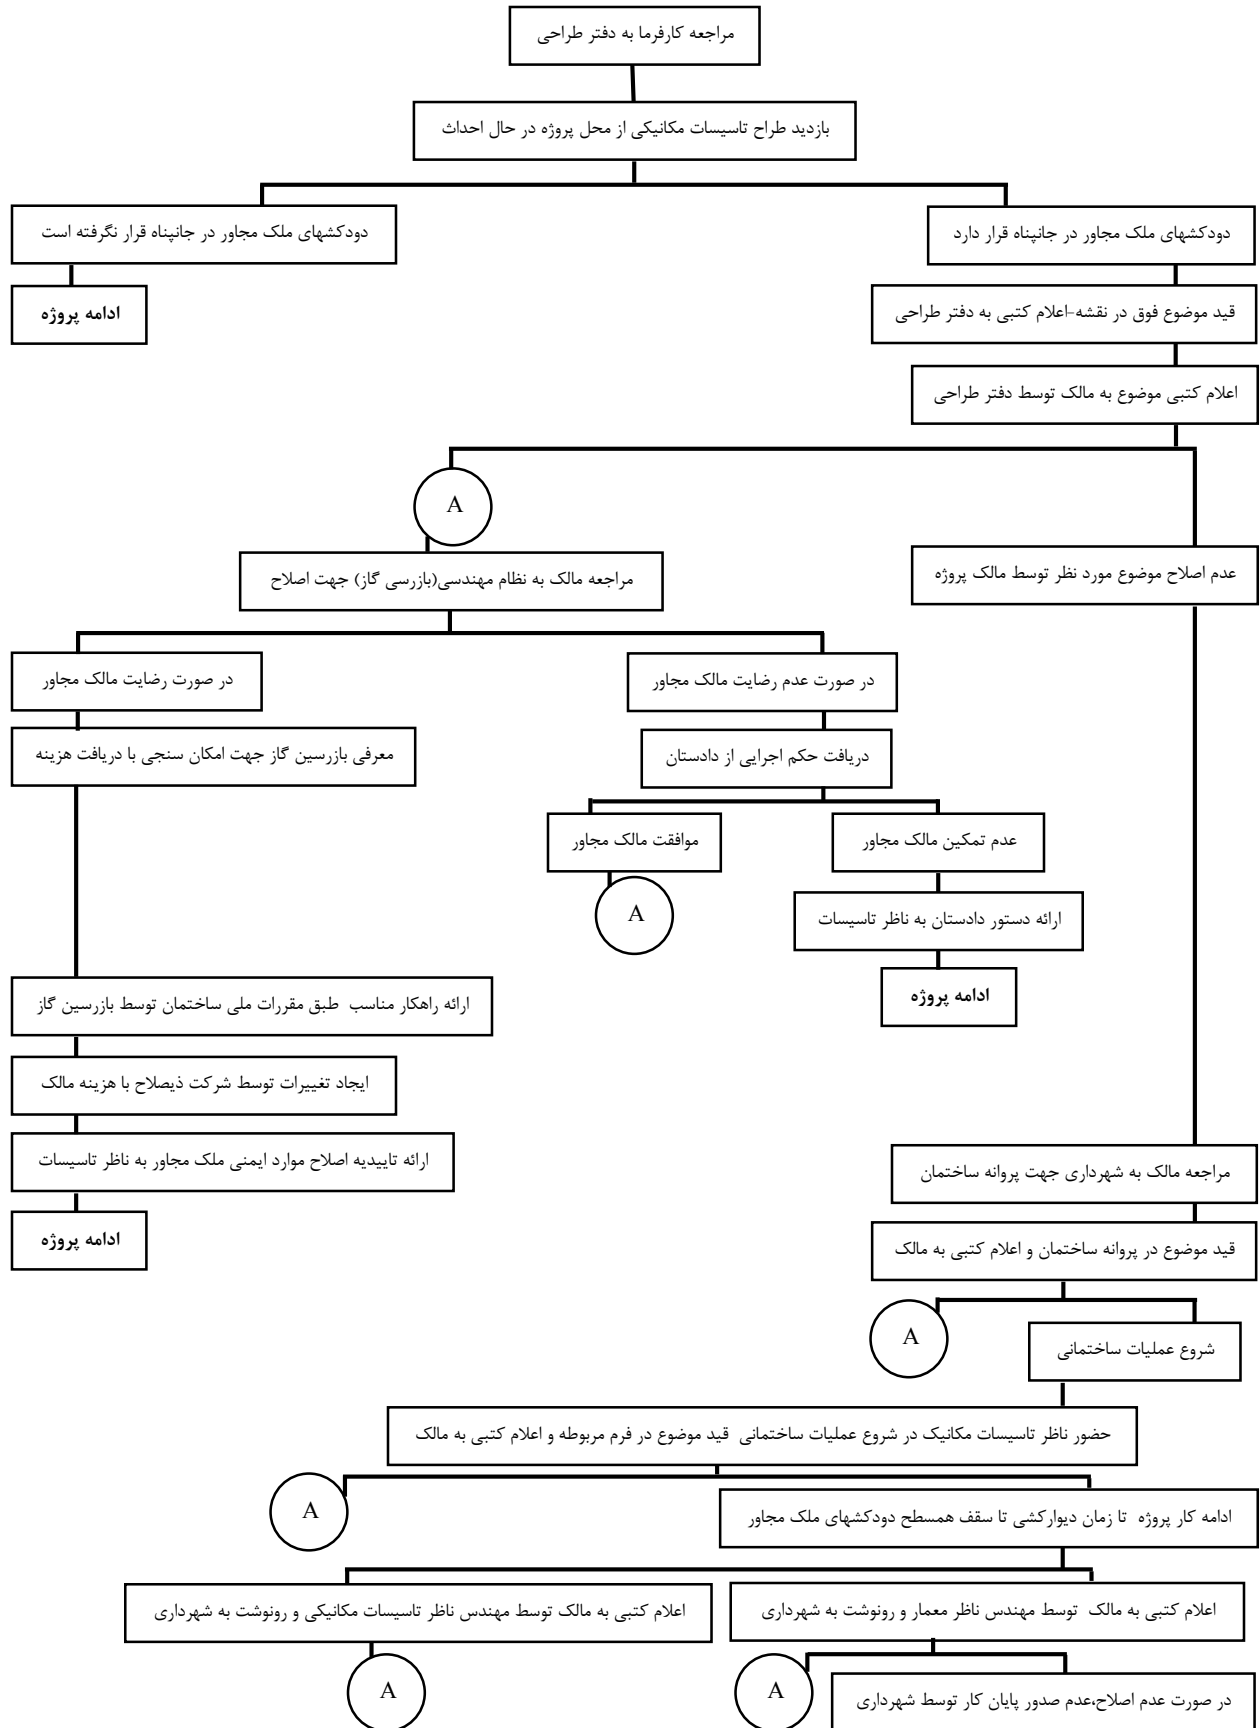 مراجعه کارفرما به دفتر طراحی
بازدید طراح تاسیسات مکانیکی از محل پروژه در حال احداث
دودکشهای ملک مجاور در جانپناه قرار دارد
دودکشهای ملک مجاور در جانپناه قرار نگرفته است
قید موضوع فوق در نقشه-اعلام کتبی به دفتر طراحی
ادامه پروژه
اعلام کتبی موضوع به مالک توسط دفتر طراحی
A
عدم اصلاح موضوع مورد نظر توسط مالک پروژه
مراجعه مالک به نظام مهندسی(بازرسی گاز) جهت اصلاح
در صورت عدم رضایت مالک مجاور
در صورت رضایت مالک مجاور
دریافت حکم اجرایی از دادستان
معرفی بازرسین گاز جهت امکان سنجی با دریافت هزینه
عدم تمکین مالک مجاور
موافقت مالک مجاور
ارائه دستور دادستان به ناظر تاسیسات
A
ادامه پروژه
ارائه راهکار مناسب طبق مقررات ملی ساختمان توسط بازرسین گاز
ایجاد تغییرات توسط شرکت ذیصلاح با هزینه مالک
ارائه تاییدیه اصلاح موارد ایمنی ملک مجاور به ناظر تاسیسات
مراجعه مالک به شهرداری جهت پروانه ساختمان
ادامه پروژه
قید موضوع در پروانه ساختمان و اعلام کتبی به مالک
A
شروع عملیات ساختمانی
حضور ناظر تاسیسات مکانیک در شروع عملیات ساختمانی قید موضوع در فرم مربوطه و اعلام کتبی به مالک
A
ادامه کار پروژه تا زمان دیوارکشی تا سقف همسطح دودکشهای ملک مجاور
اعلام کتبی به مالک توسط مهندس ناظر معمار و رونوشت به شهرداری
اعلام کتبی به مالک توسط مهندس ناظر تاسیسات مکانیکی و رونوشت به شهرداری
A
A
در صورت عدم اصلاح،عدم صدور پایان کار توسط شهرداری